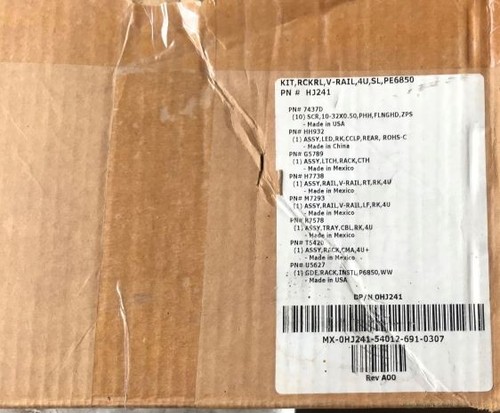 KIT,RCKRL,V-RAIL,4U,SL,PE6850
PN # HJ241
PN# 7437D
(10) SCR,10-32X0.50,PHH,FLNGHD,ZPS
- Made in USA
PN# HH932
(1) ASSY,LED,RK,CCLP,REAR, ROHS-C
- Made in China
PN# G5789
(1) ASSY,LTCH,RACK,CTH
- Made in Mexico
PN# H7738
(1) ASSY,RAIL,V-RAIL,RT,RK,4U
- Made in Mexico
PN# M7293
(1) ASSY,RAIL,V-RAIL,LF,RK,4U
- Made in Mexico
PN# R7578
(1) ASSY,TRAY,CBL,RK,4U
- Made in Mexico
PN# T5420
(1) ASSY,RACK,CMA,4U+
- Made in Mexico
PN# U5627
(1) GDE,RACK,INSTL,P6850,WW
- Made in USA
DP/N 0HJ241
MX-0HJ241-54012-691-0307
Rev A00